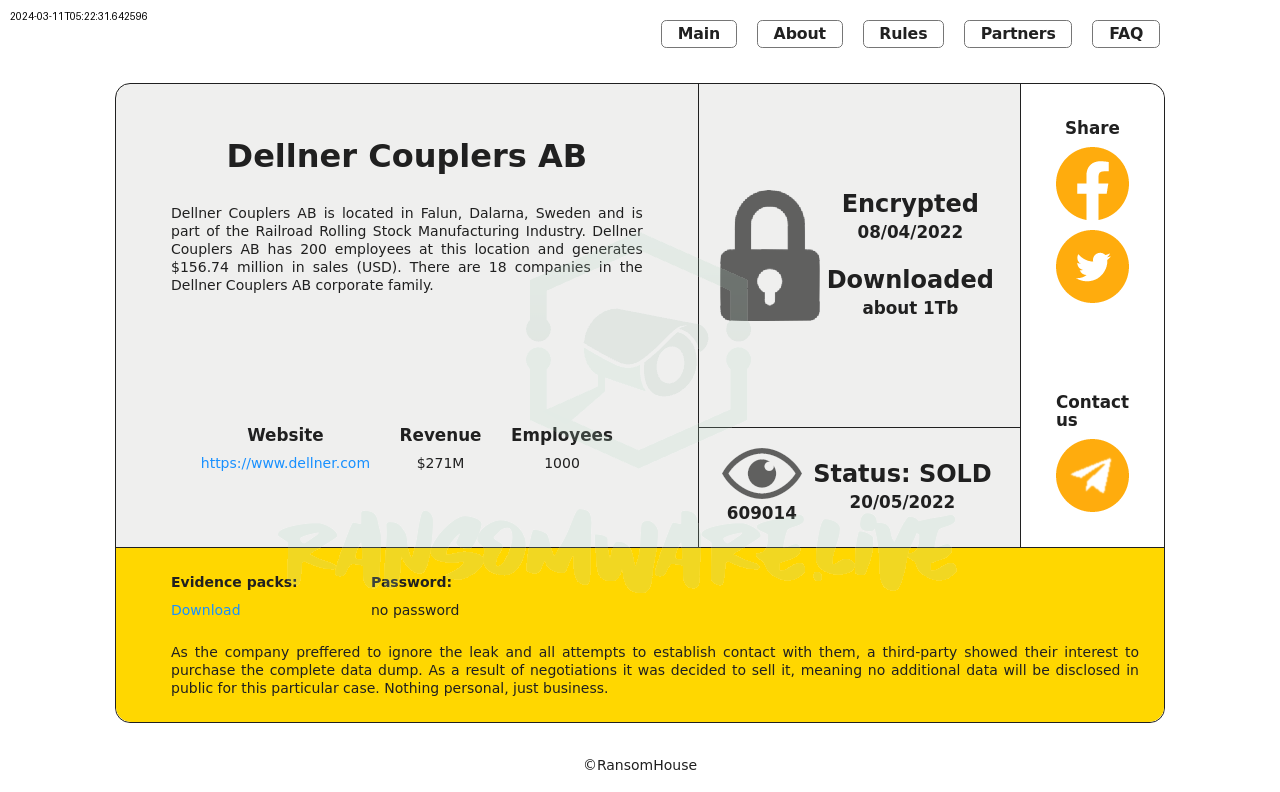 2024-03-11T05:22:31.642596
Main
About
Rules
Partners
FAQ
Dellner Couplers AB
Dellner Couplers AB is located in Falun, Dalarna, Sweden and is
part of the Railroad Rolling Stock Manufacturing Industry. Dellner
Couplers AB has 200 employees at this location and generates
$156.74 million in sales (USD). There are 18 companies in the
Dellner Couplers AB corporate family.
Website
https://www.dellner.com
Revenue
$271M
Employees
1000
Encrypted
08/04/2022
Downloaded
about 1Tb
609014
Status: SOLD
20/05/2022
Share
Contact
us
RANSOMWARE.LIVE
Evidence packs:
Download
Password:
no password
As the company preffered to ignore the leak and all attempts to establish contact with them, a third-party showed their interest to
purchase the complete data dump. As a result of negotiations it was decided to sell it, meaning no additional data will be disclosed in
public for this particular case. Nothing personal, just business.
©RansomHouse